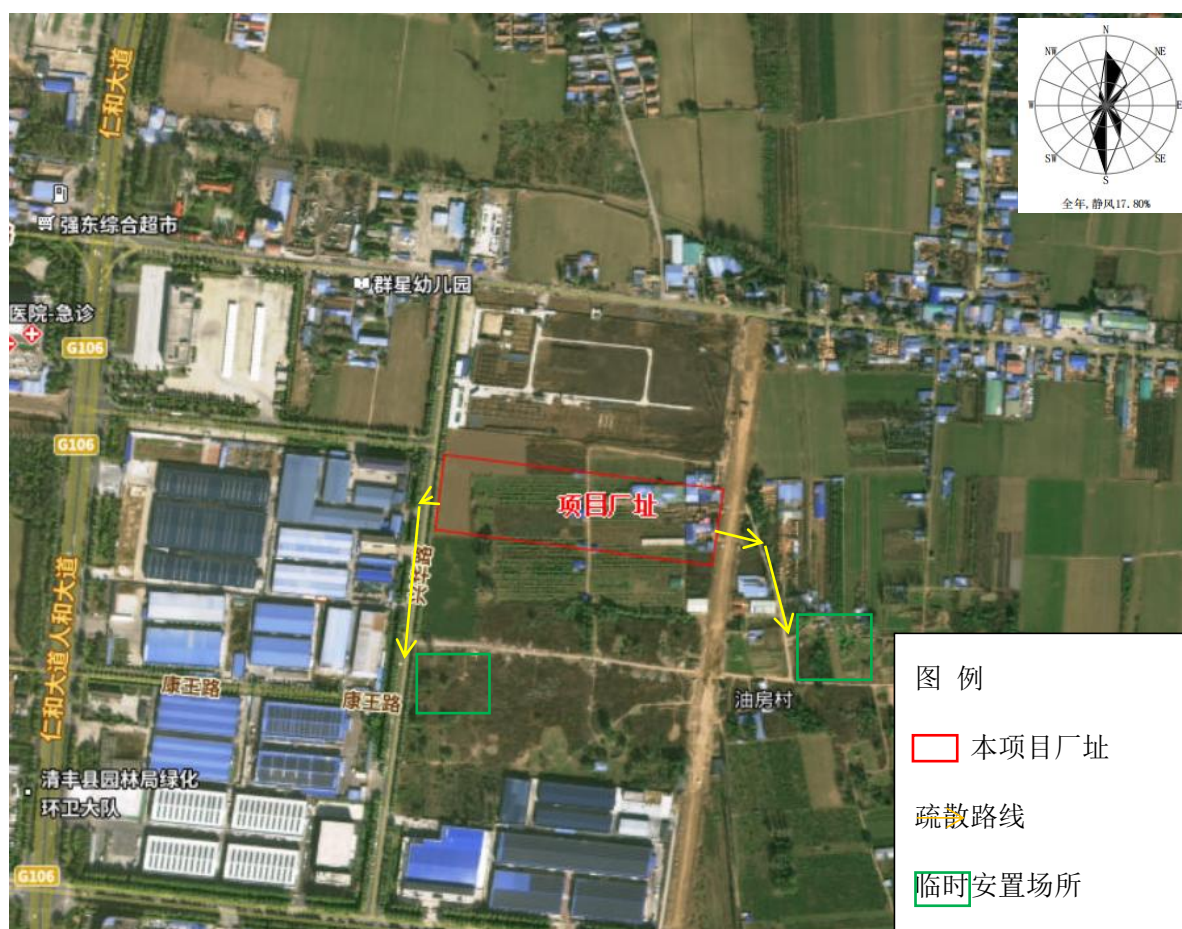 N
NW
NE
W
E
SW
SE
S
全年,静风17.80%
仁和大道
强东综合超市
群星幼儿园
医院-急诊
G106
G106
项目厂址
兴华路
仁和大道人和大道
康王路
康王路
油房村
清丰县园林局绿化
环卫大队
G106
图 例
本项目厂址
疏散路线
临时安置场所